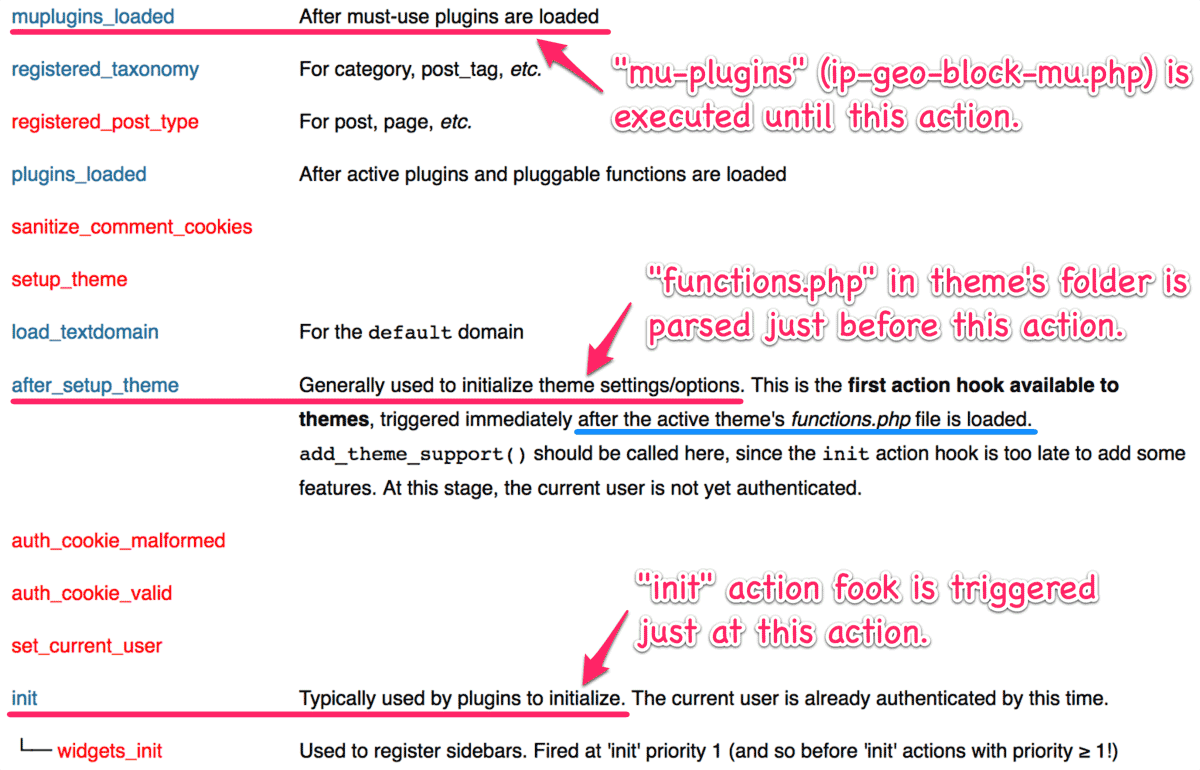 muplugins_loaded After must-use plugins are loaded
registered_taxonomy For category, post_tag, etc.
"mu-plugins" (ip-geo-block-mu.php) is
executed until this action.
registered_post_type For post, page, etc.
plugins_loaded After active plugins and pluggable functions are loaded
sanitize_comment_cookies
setup_theme
"functions.php" in theme's folder is
parsed just before this action.
load_textdomain For the default domain
after_setup_theme Generally used to initialize theme settings/options. This is the first action hook available to
themes, triggered immediately after the active theme's functions.php file is loaded.
add_theme_support() should be called here, since the init action hook is too late to add some
features. At this stage, the current user is not yet authenticated.
auth_cookie_malformed
auth_cookie_valid
"init" action fook is triggered
just at this action.
set_current_user
init Typically used by plugins to initialize. The current user is already authenticated by this time.
└── widgets_init Used to register sidebars. Fired at 'init' priority 1 (and so before 'init' actions with priority ≥ 1!)